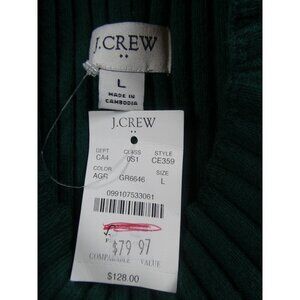 J.CREW
L
MADE IN
CAMBODIA
J.CREW
DEPT CLASS STYLE
CA4 0S1 CE359
COLOR SIZE
AGR GR6646 L
099107533061
$79 97
COMPARABLE VALUE
$128.00